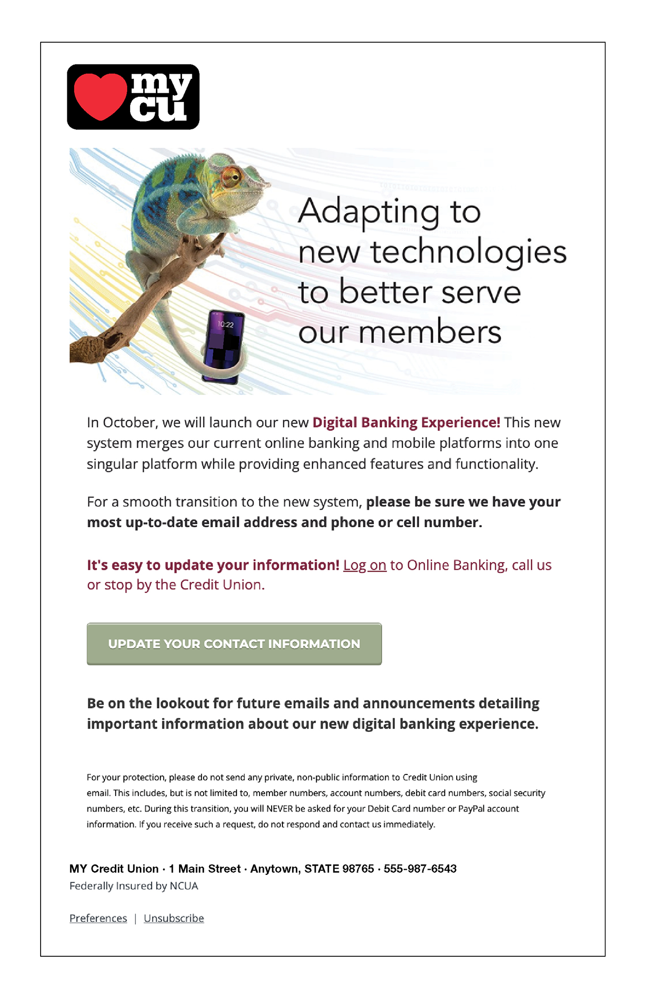 my
cu
Adapting to
new technologies
to better serve
our members
10:22
In October, we will launch our new Digital Banking Experience! This new
system merges our current online banking and mobile platforms into one
singular platform while providing enhanced features and functionality.
For a smooth transition to the new system, please be sure we have your
most up-to-date email address and phone or cell number.
It's easy to update your information! Log on to Online Banking, call us
or stop by the Credit Union.
UPDATE YOUR CONTACT INFORMATION
Be on the lookout for future emails and announcements detailing
important information about our new digital banking experience.
For your protection, please do not send any private, non-public information to Credit Union using
email. This includes, but is not limited to, member numbers, account numbers, debit card numbers, social security
numbers, etc. During this transition, you will NEVER be asked for your Debit Card number or PayPal account
information. If you receive such a request, do not respond and contact us immediately.
MY Credit Union · 1 Main Street · Anytown, STATE 98765 · 555-987-6543
Federally Insured by NCUA
Preferences | Unsubscribe